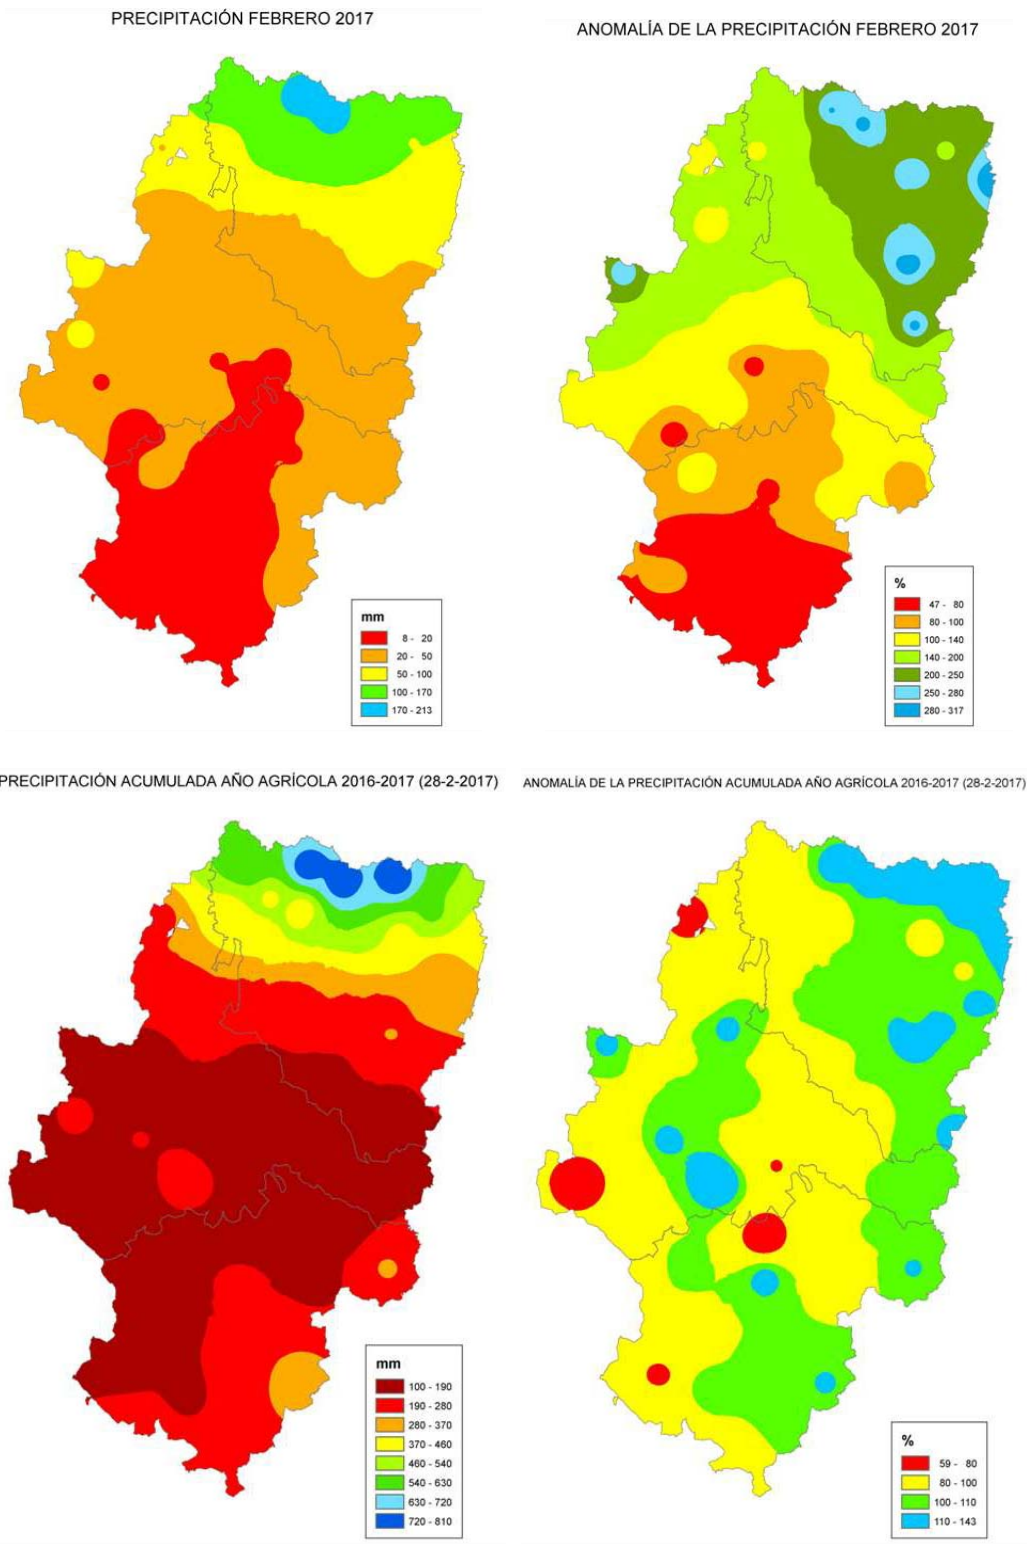 PRECIPITACIÓN FEBRERO 2017
ANOMALÍA DE LA PRECIPITACIÓN FEBRERO 2017
mm
8 - 20
20 - 50
50 - 100
100 - 170
170 - 213
%
47 - 80
80 - 100
100 - 140
140 - 200
200 - 250
250 - 280
280 - 317
PRECIPITACIÓN ACUMULADA AÑO AGRÍCOLA 2016-2017 (28-2-2017)
ANOMALÍA DE LA PRECIPITACIÓN ACUMULADA AÑO AGRÍCOLA 2016-2017 (28-2-2017)
mm
100 - 190
190 - 280
280 - 370
370 - 460
460 - 540
540 - 630
630 - 720
720 - 810
%
59 - 80
80 - 100
100 - 110
110 - 143